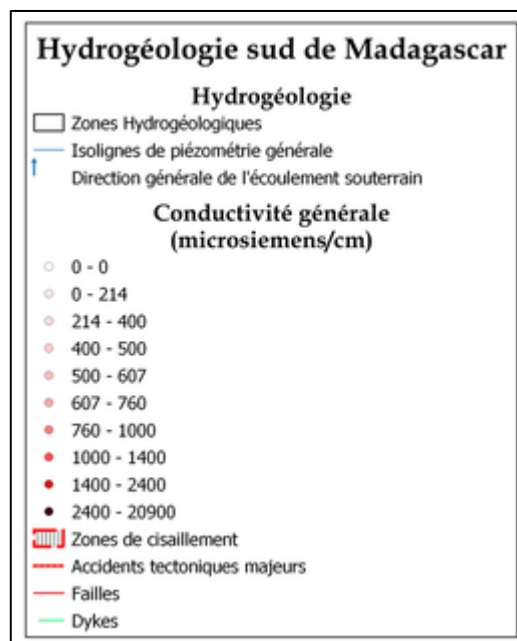 Hydrogéologie sud de Madagascar
Hydrogéologie
Zones Hydrogéologiques
Isolignes de piézométrie générale
Direction générale de l'écoulement souterrain
Conductivité générale
(microsiemens/cm)
0 - 0
0 - 214
214 - 400
400 - 500
500 - 607
607 - 760
760 - 1000
1000 - 1400
1400 - 2400
2400 - 20900
Zones de cisaillement
Accidents tectoniques majeurs
Failles
Dykes